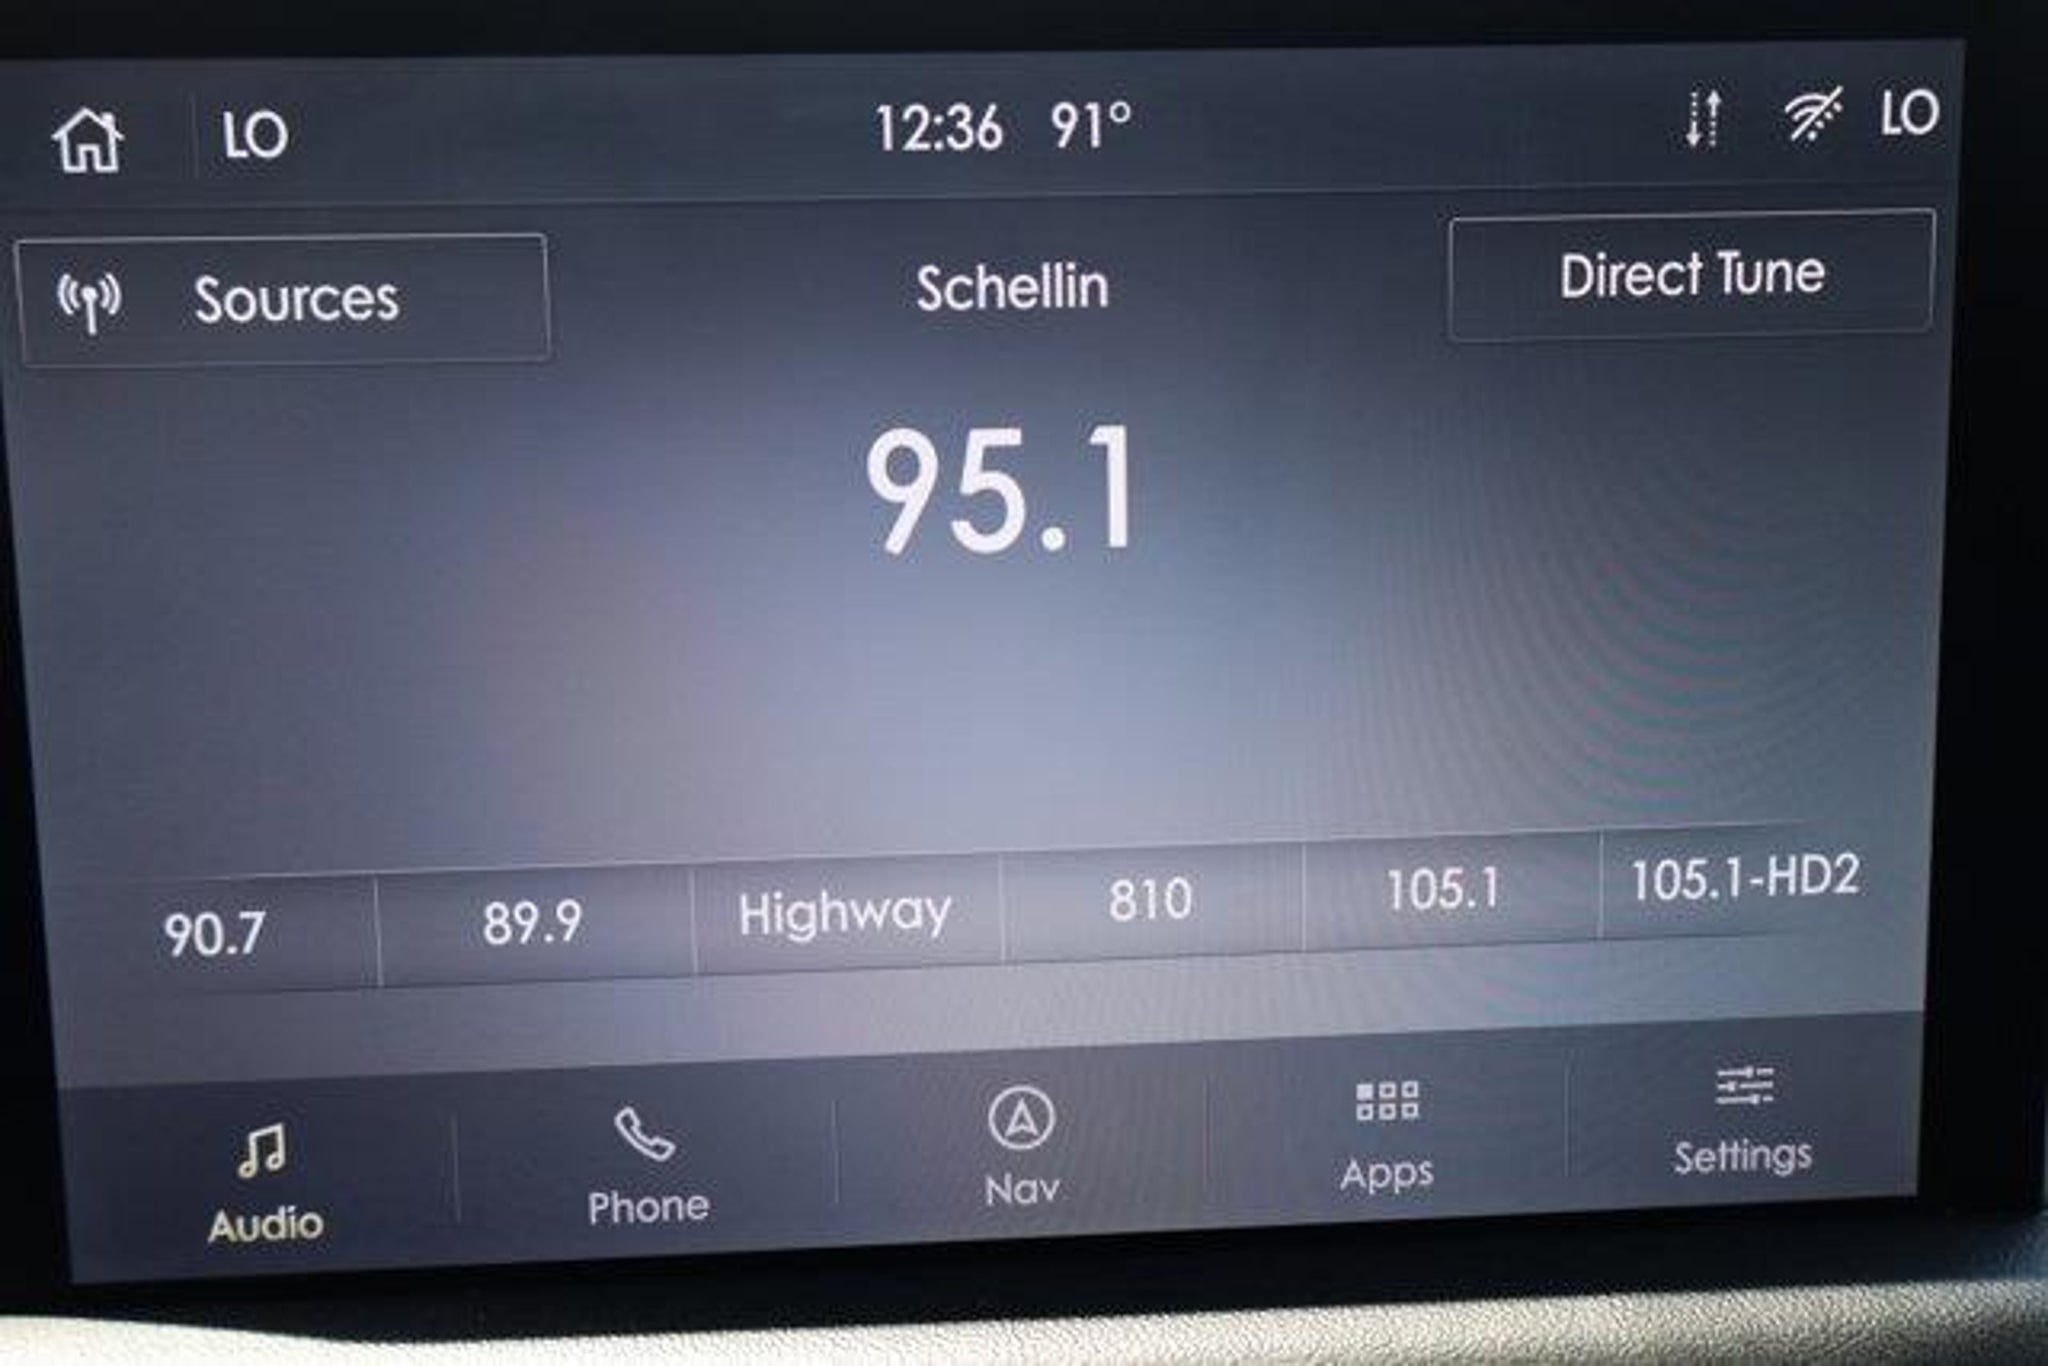 LO 12:36 91° LO
Sources Schellin Direct Tune
95.1
90.7 89.9 Highway 810 105.1 105.1-HD2
Audio Phone Nav Apps Settings